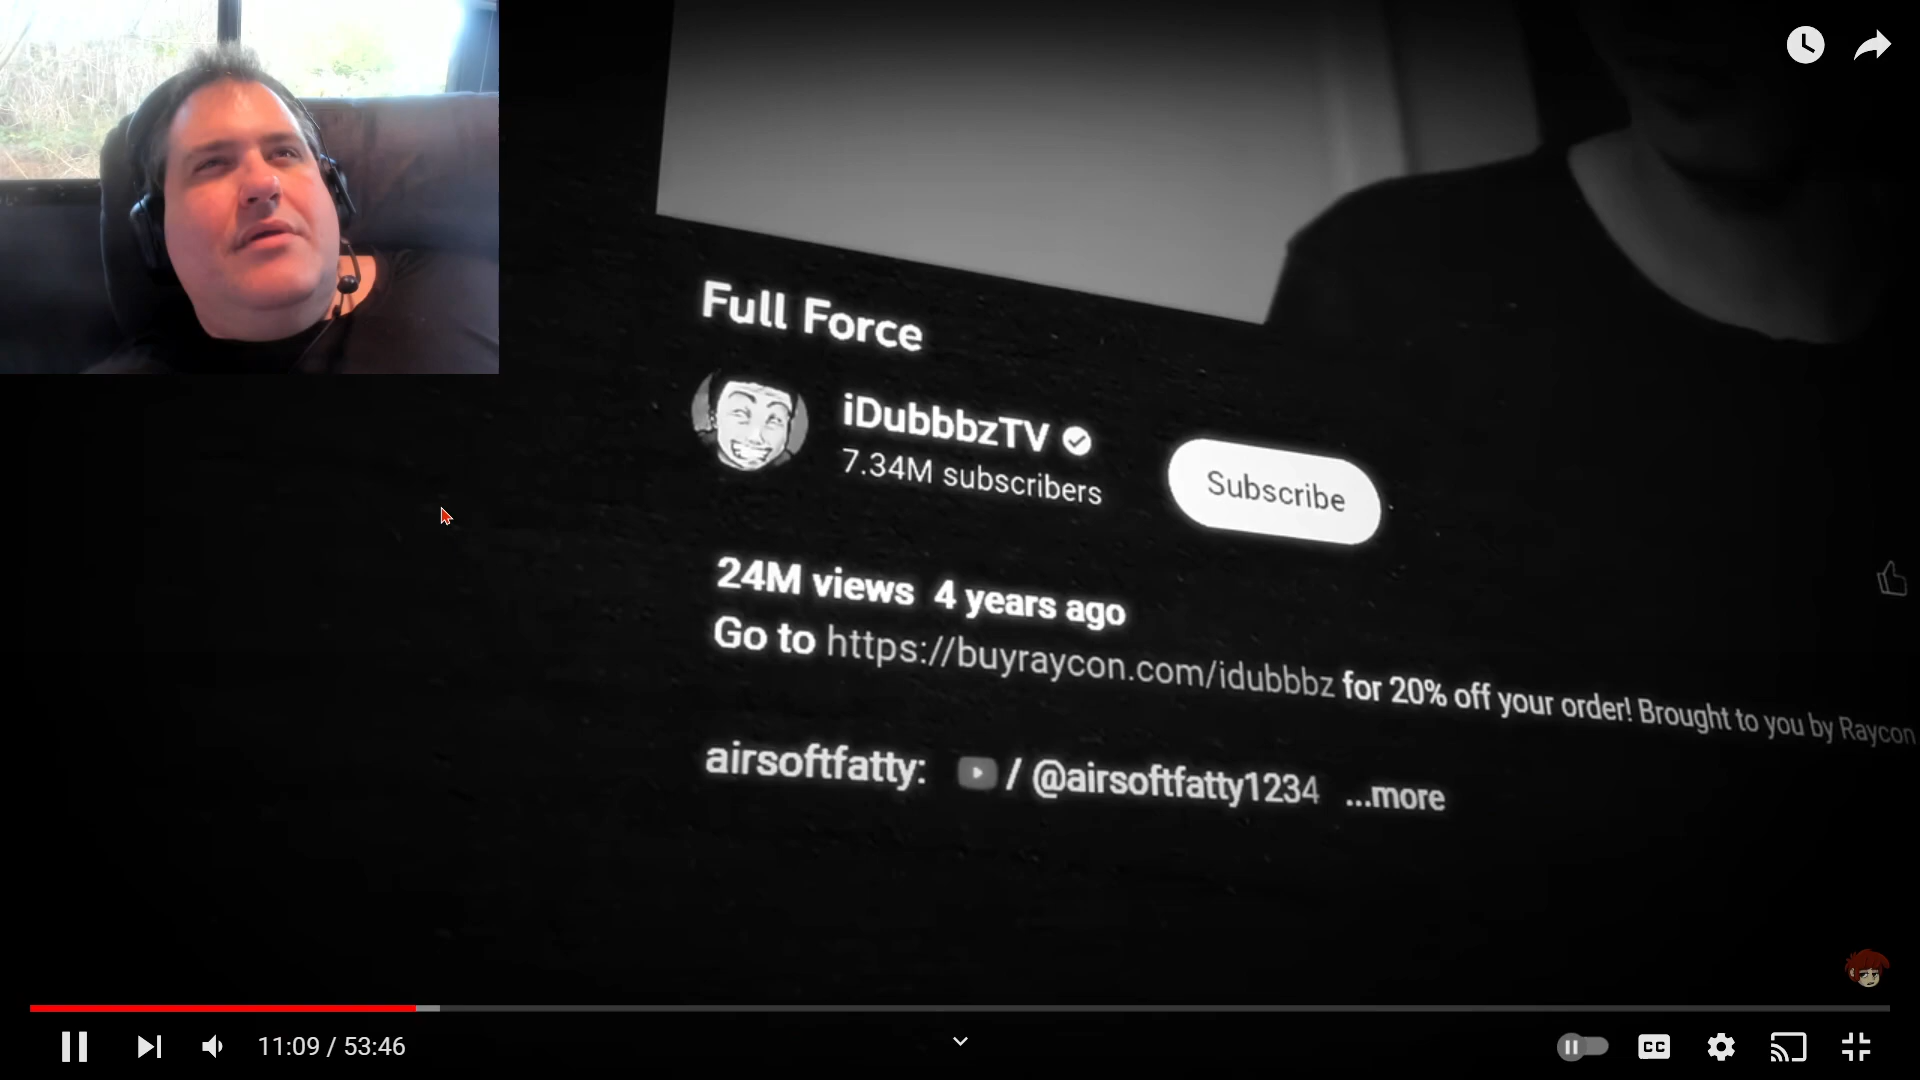 Full Force
iDubbbzTV
7.34M subscribers
Subscribe
24M views 4 years ago
Go to https://buyraycon.com/idubbbz for 20% off your order! Brought to you by Raycon
airsoftfatty: / @airsoftfatty1234 ...more
11:09 / 53:46
CC